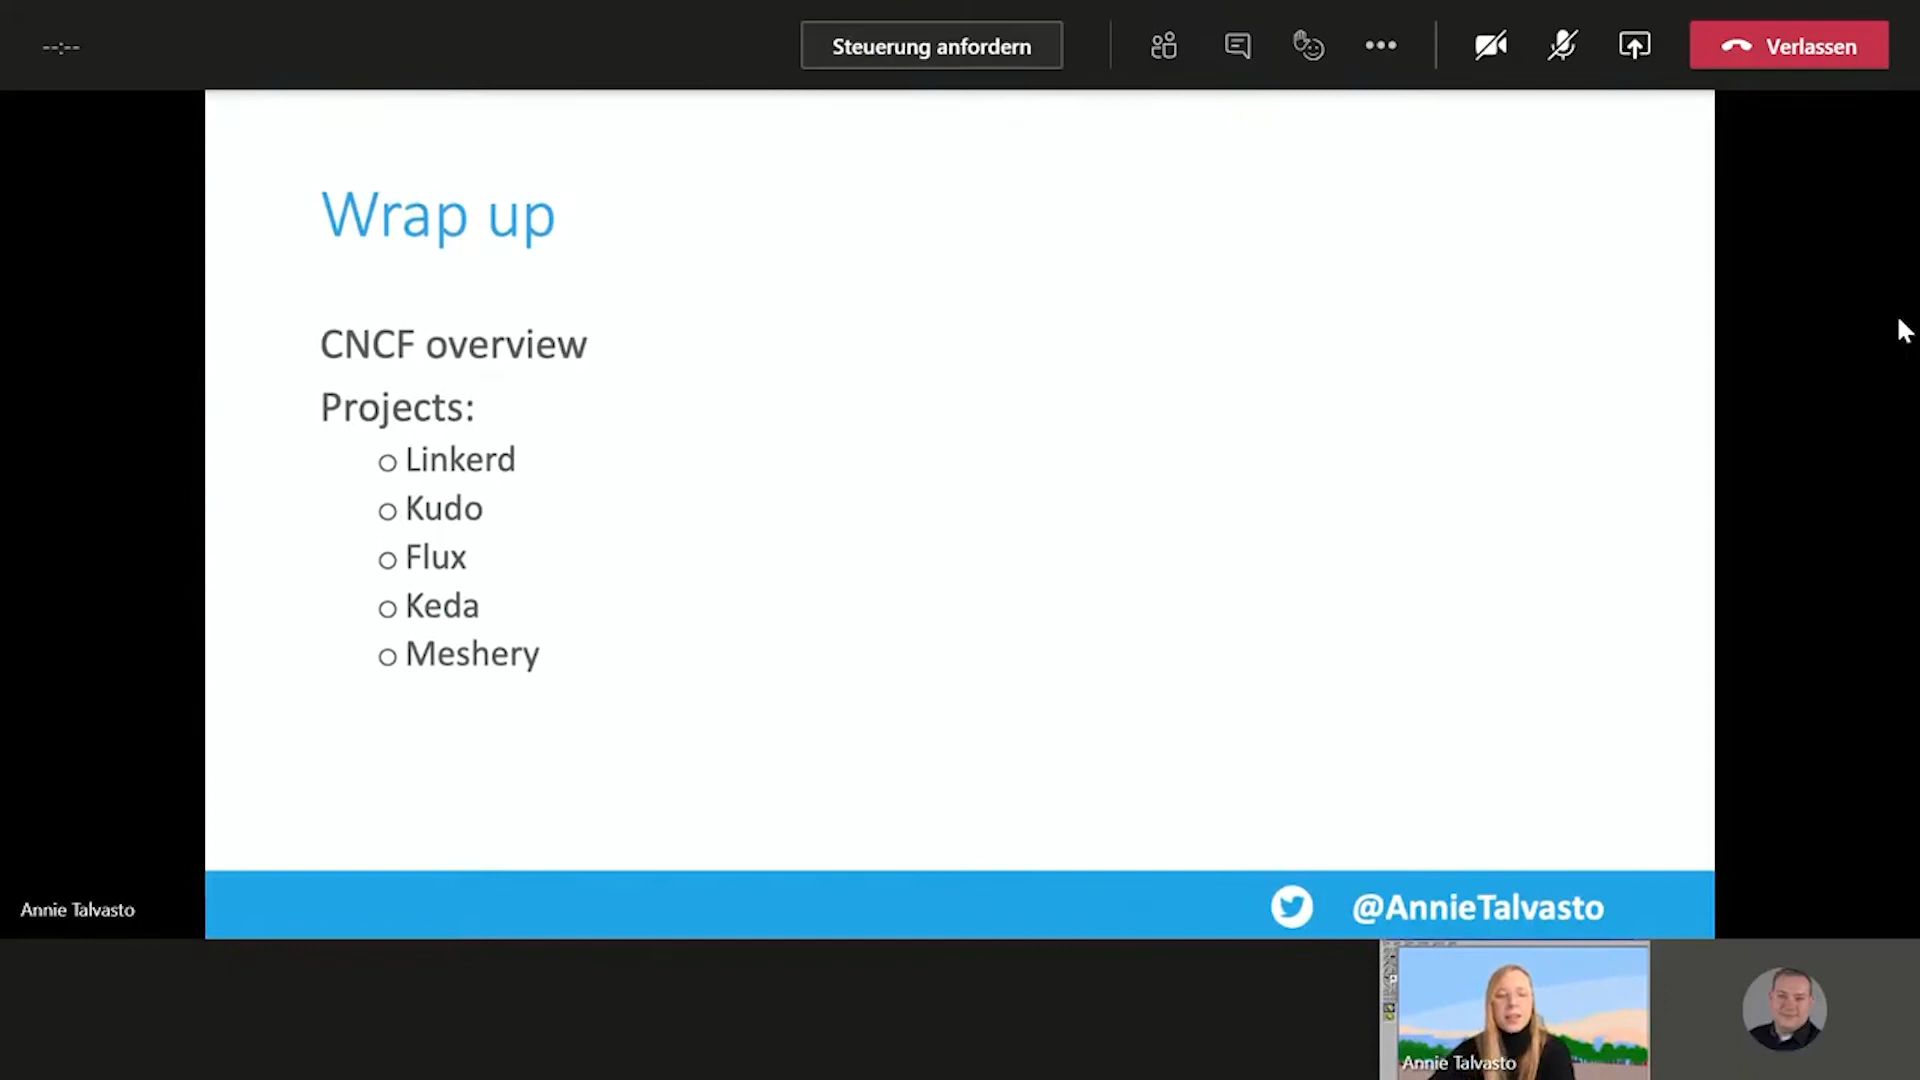 --:--
Steuerung anfordern
Verlassen
Wrap up
CNCF overview
Projects:
o Linkerd
o Kudo
o Flux
o Keda
o Meshery
Annie Talvasto
@AnnieTalvasto
Annie Talvasto